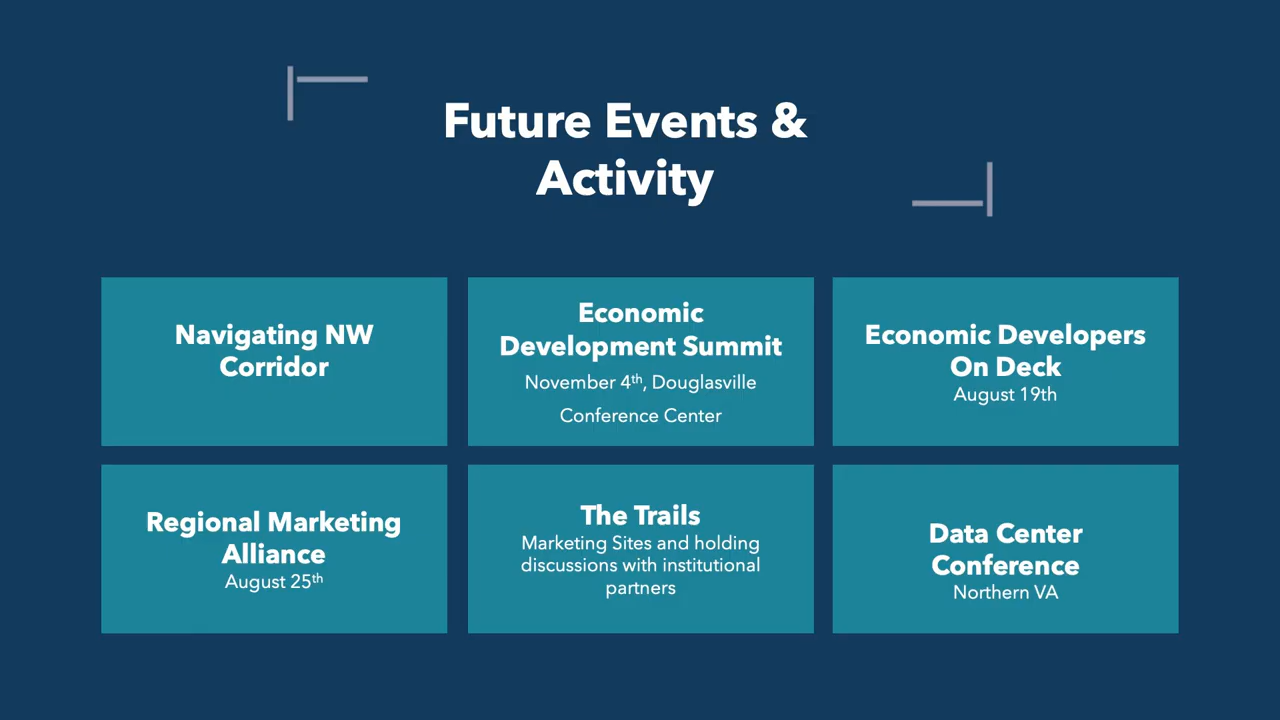 Future Events &
Activity
Navigating NW
Corridor
Economic
Development Summit
November 4th, Douglasville
Conference Center
Economic Developers
On Deck
August 19th
Regional Marketing
Alliance
August 25th
The Trails
Marketing Sites and holding
discussions with institutional
partners
Data Center
Conference
Northern VA